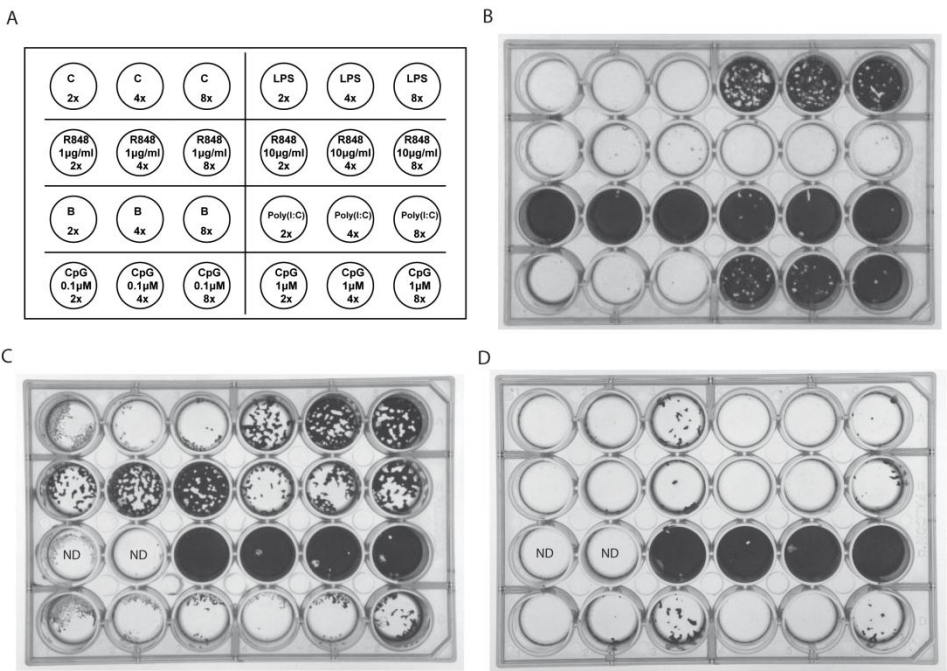 A
C
2x
C
4x
C
8x
LPS
2x
LPS
4x
LPS
8x
R848
1µg/ml
2x
R848
1µg/ml
4x
R848
1µg/ml
8x
R848
10µg/ml
2x
R848
10µg/ml
4x
R848
10µg/ml
8x
B
2x
B
4x
B
8x
Poly(I:C)
2x
Poly(I:C)
4x
Poly(I:C)
8x
CpG
0.1µM
2x
CpG
0.1µM
4x
CpG
0.1µM
8x
CpG
1µM
2x
CpG
1µM
4x
CpG
1µM
8x
B
C
ND
ND
D
ND
ND